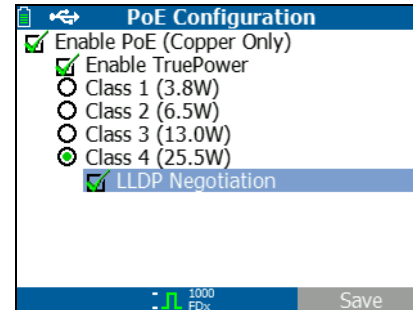 PoE Configuration
Enable PoE (Copper Only)
Enable TruePower
Class 1 (3.8W)
Class 2 (6.5W)
Class 3 (13.0W)
Class 4 (25.5W)
LLDP Negotiation
1000
FDx
Save